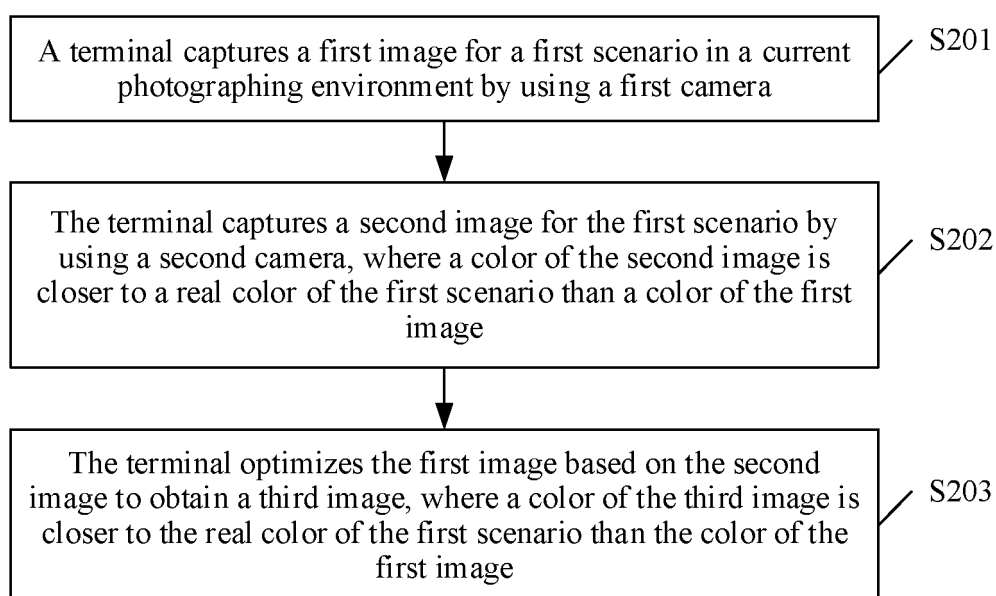 A terminal captures a first image for a first scenario in a current
photographing environment by using a first camera
S201
The terminal captures a second image for the first scenario by
using a second camera, where a color of the second image is
closer to a real color of the first scenario than a color of the first
image
S202
The terminal optimizes the first image based on the second
image to obtain a third image, where a color of the third image is
closer to the real color of the first scenario than the color of the
first image
S203